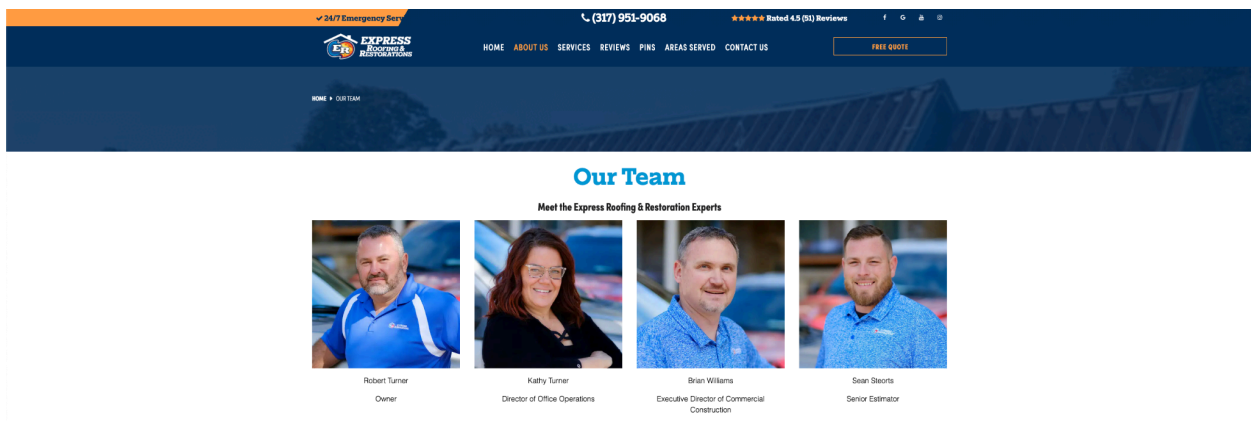 ✔ 24/7 Emergency Serv
(317) 951-9068
★★★★★ Rated 4.5 (51) Reviews
EXPRESS
ROOFING &
RESTORATIONS
ER
HOME ABOUT US SERVICES REVIEWS PINS AREAS SERVED CONTACT US
FREE QUOTE
HOME ▸ OUR TEAM
Our Team
Meet the Express Roofing & Restoration Experts
Robert Turner
Owner
Kathy Turner
Director of Office Operations
Brian Williams
Executive Director of Commercial
Construction
Sean Steorts
Senior Estimator